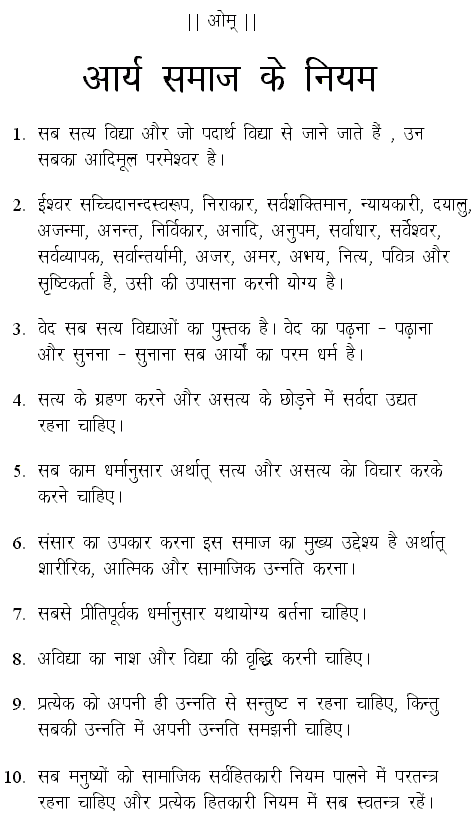 || ओम् ||
आर्य समाज के नियम
1. सब सत्य विद्या और जो पदार्थ विद्या से जाने जाते हैं , उन
सबका आदिमूल परमेश्वर है।
2. ईश्वर सच्चिदानन्दस्वरूप, निराकार, सर्वशक्तिमान, न्यायकारी, दयालु,
अजन्मा, अनन्त, निर्विकार, अनादि, अनुपम, सर्वाधार, सर्वेश्वर,
सर्वव्यापक, सर्वान्तर्यामी, अजर, अमर, अभय, नित्य, पवित्र और
सृष्टिकर्ता है, उसी की उपासना करनी योग्य है।
3. वेद सब सत्य विद्याओं का पुस्तक है। वेद का पढ़ना - पढ़ाना
और सुनना - सुनाना सब आर्यों का परम धर्म है।
4. सत्य के ग्रहण करने और असत्य के छोड़ने में सर्वदा उद्यत
रहना चाहिए।
5. सब काम धर्मानुसार अर्थात् सत्य और असत्य केा विचार करके
करने चाहिए।
6. संसार का उपकार करना इस समाज का मुख्य उद्देश्य है अर्थात्
शारीरिक, आत्मिक और सामाजिक उन्नति करना।
7. सबसे प्रीतिपूर्वक धर्मानुसार यथायोग्य बर्तना चाहिए।
8. अविद्या का नाश और विद्या की वृद्धि करनी चाहिए।
9. प्रत्येक को अपनी ही उन्नति से सन्तुष्ट न रहना चाहिए, किन्तु
सबकी उन्नति में अपनी उन्नति समझनी चाहिए।
10. सब मनुष्यों को सामाजिक सर्वहितकारी नियम पालने में परतन्त्र
रहना चाहिए और प्रत्येक हितकारी नियम में सब स्वतन्त्र रहें।